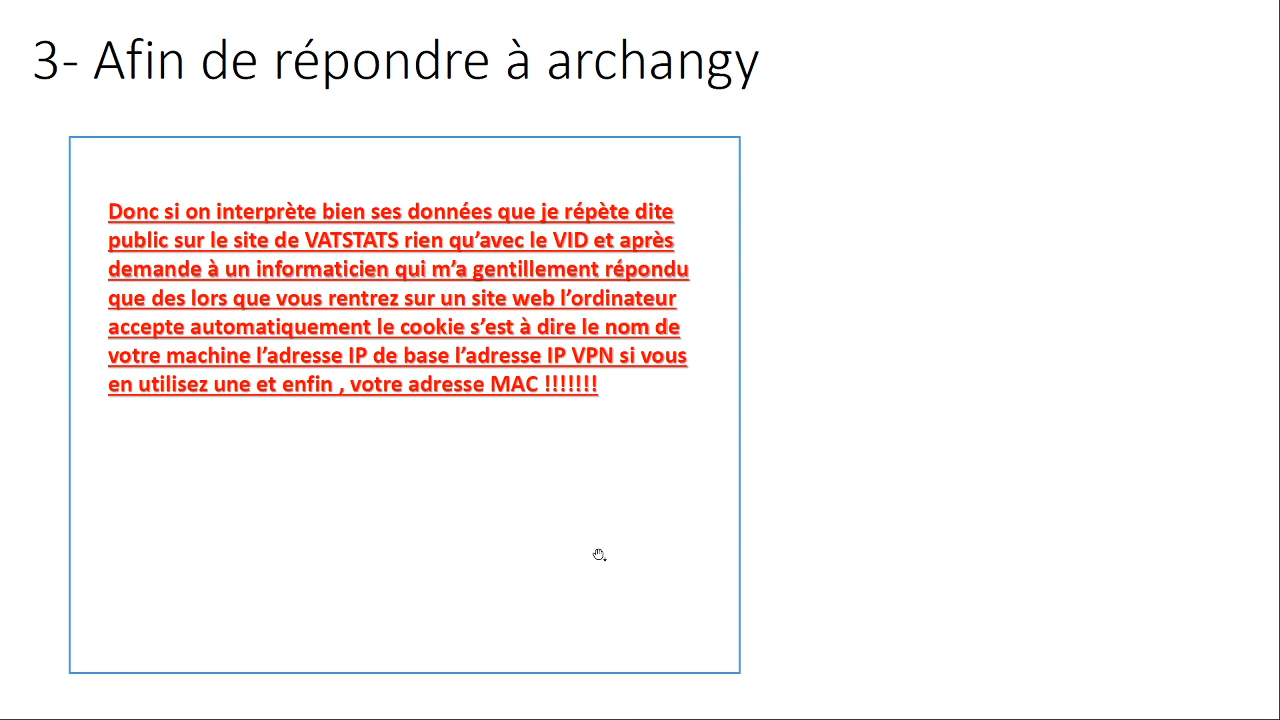 3- Afin de répondre à archangy
Donc si on interprète bien ses données que je répète dite
public sur le site de VATSTATS rien qu’avec le VID et après
demande à un informaticien qui m’a gentillement répondu
que des lors que vous rentrez sur un site web l’ordinateur
accepte automatiquement le cookie s’est à dire le nom de
votre machine l’adresse IP de base l’adresse IP VPN si vous
en utilisez une et enfin , votre adresse MAC !!!!!!!